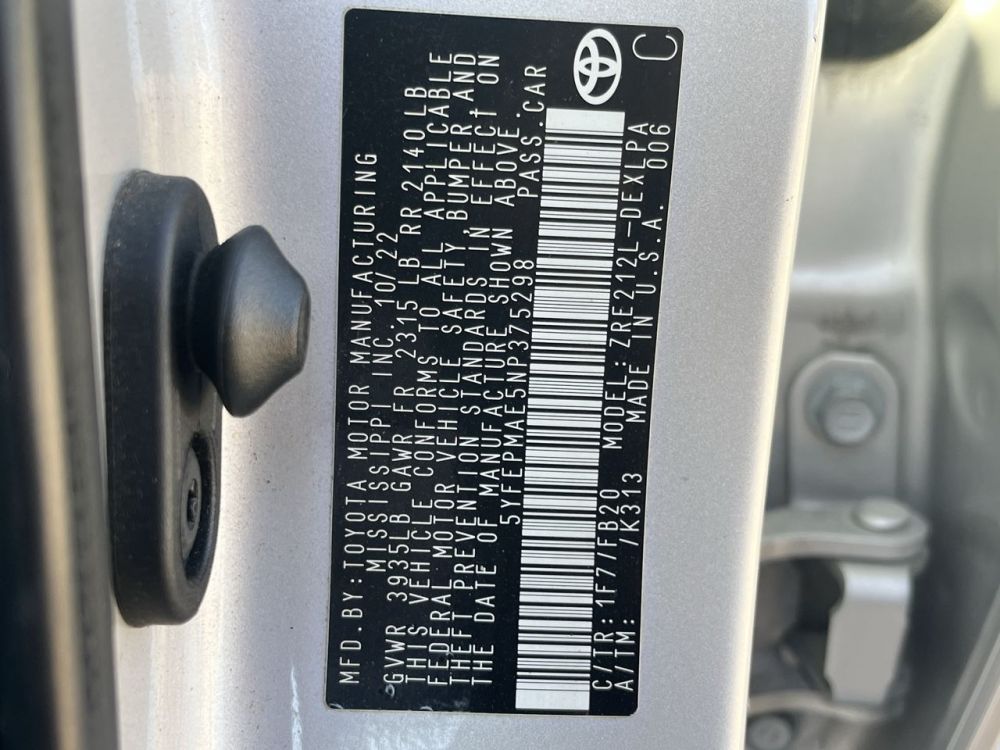 MFD.BY:TOYOTA MOTOR MANUFACTURING
MISSISSIPPI INC. 10/22
GVWR 3935LB GAWR FR 2315 LB RR 2140 LB
THIS VEHICLE CONFORMS TO ALL APPLICABLE
FEDERAL MOTOR VEHICLE SAFETY, BUMPER, AND
THEFT PREVENTION STANDARDS IN EFFECT ON
THE DATE OF MANUFACTURE SHOWN ABOVE.
5YFEPMAE5NP375298 PASS.CAR
C/TR: 1F7/FB20 MODEL: ZRE212L-DEXLPA
A/TM: /K313 MADE IN U.S.A. 006
C